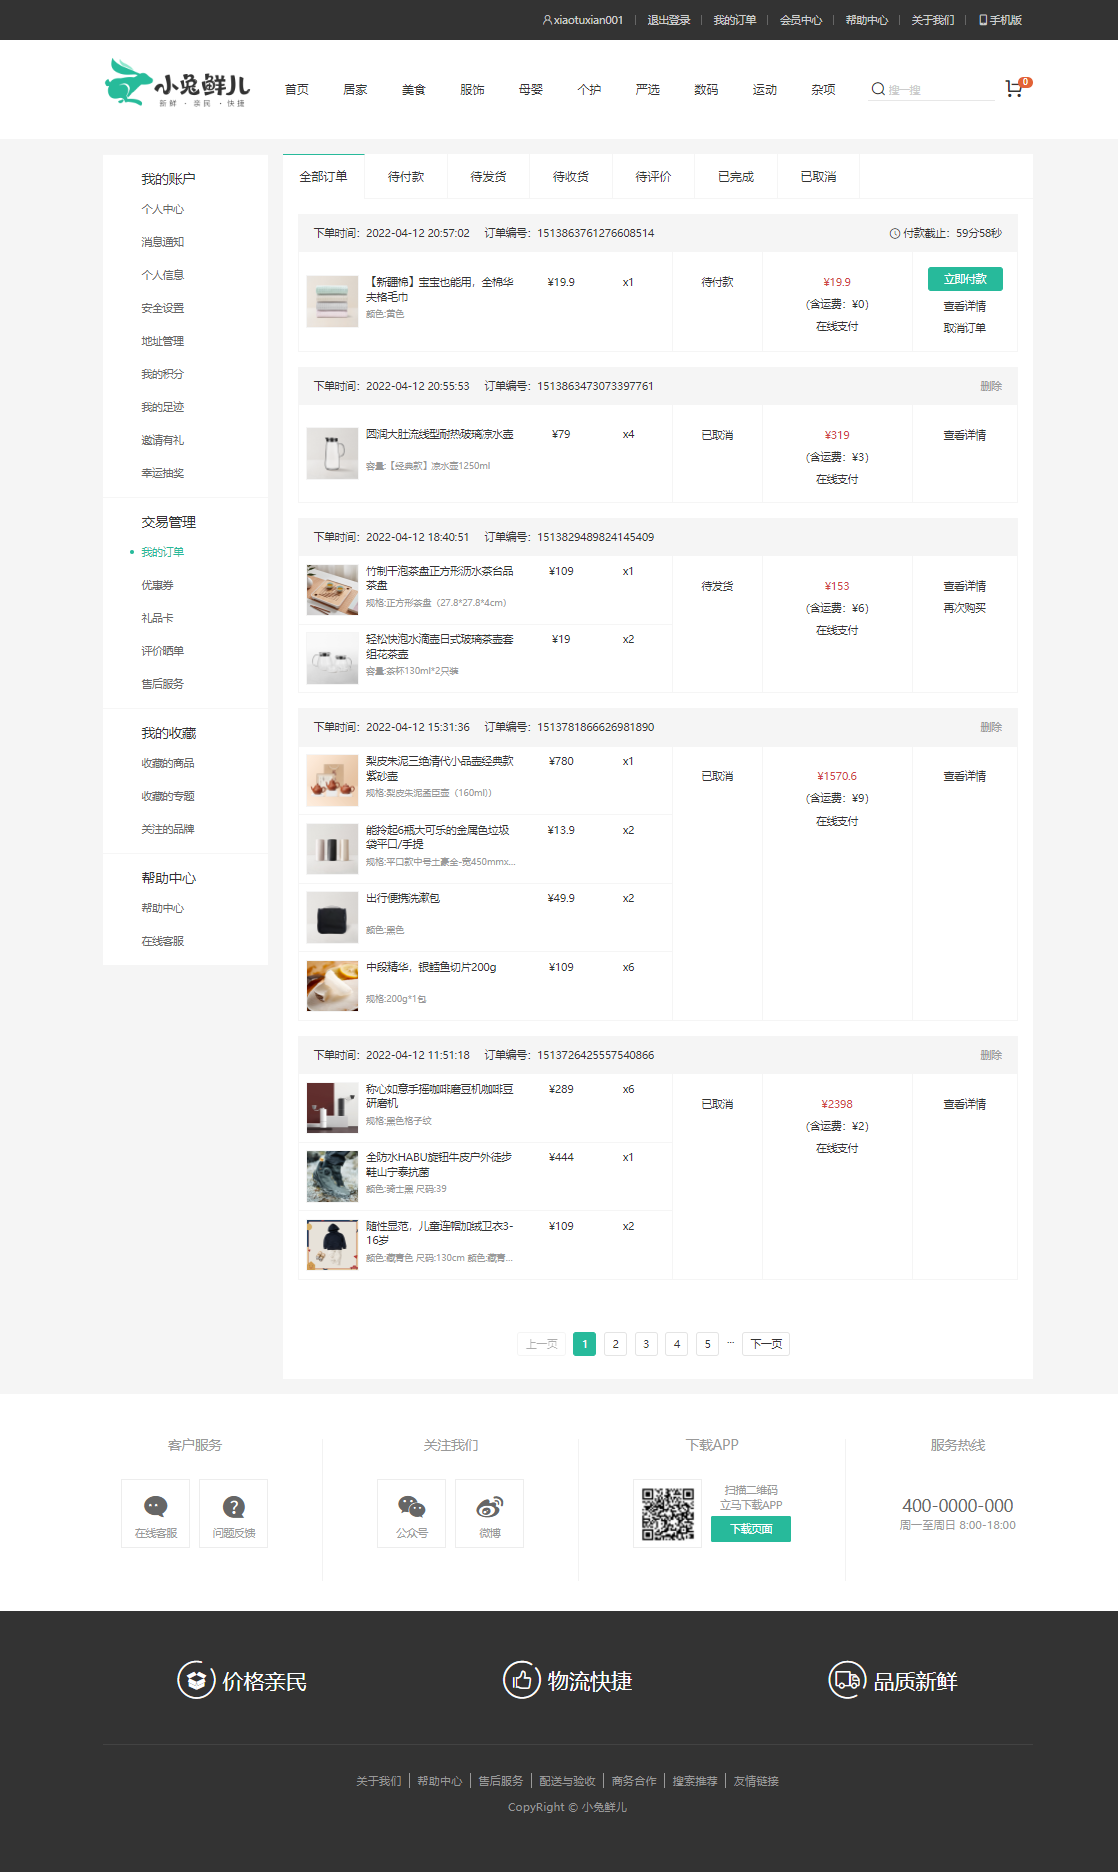 xiaotuxian001 退出登录 我的订单 会员中心 帮助中心 关于我们 手机版
小兔鲜儿
新鲜 · 亲民 · 快捷
首页 居家 美食 服饰 母婴 个护 严选 数码 运动 杂项 搜一搜 0
我的账户
个人中心
消息通知
个人信息
安全设置
地址管理
我的积分
我的足迹
邀请有礼
幸运抽奖
交易管理
我的订单
优惠券
礼品卡
评价晒单
售后服务
我的收藏
收藏的商品
收藏的专题
关注的品牌
帮助中心
帮助中心
在线客服
全部订单 待付款 待发货 待收货 待评价 已完成 已取消
下单时间：2022-04-12 20:57:02 订单编号：1513863761276608514 付款截止：59分58秒
【新疆棉】宝宝也能用，全棉华夫格毛巾
颜色:黄色
¥19.9 x1 待付款
¥19.9
(含运费：¥0)
在线支付
立即付款
查看详情
取消订单
下单时间：2022-04-12 20:55:53 订单编号：1513863473073397761 删除
圆润大肚流线型耐热玻璃凉水壶
容量:【经典款】凉水壶1250ml
¥79 x4 已取消
¥319
(含运费：¥3)
在线支付
查看详情
下单时间：2022-04-12 18:40:51 订单编号：1513829489824145409
竹制干泡茶盘正方形沥水茶台品茶盘
规格:正方形茶盘（27.8*27.8*4cm）
¥109 x1 待发货
¥153
(含运费：¥6)
在线支付
查看详情
再次购买
轻松快泡水滴壶日式玻璃茶壶套组花茶壶
容量:茶杯130ml*2只装
¥19 x2
下单时间：2022-04-12 15:31:36 订单编号：1513781866626981890 删除
梨皮朱泥三绝清代小品壶经典款紫砂壶
规格:梨皮朱泥孟臣壶（160ml））
¥780 x1 已取消
¥1570.6
(含运费：¥9)
在线支付
查看详情
能拎起6瓶大可乐的金属色垃圾袋平口/手提
规格:平口款中号土豪金-宽450mmx...
¥13.9 x2
出行便携洗漱包
颜色:黑色
¥49.9 x2
中段精华，银鳕鱼切片200g
规格:200g*1包
¥109 x6
下单时间：2022-04-12 11:51:18 订单编号：1513726425557540866 删除
称心如意手摇咖啡磨豆机咖啡豆研磨机
规格:黑色格子纹
¥289 x6 已取消
¥2398
(含运费：¥2)
在线支付
查看详情
全防水HABU旋钮牛皮户外徒步鞋山宁泰抗菌
颜色:骑士黑 尺码:39
¥444 x1
随性显范，儿童连帽加绒卫衣3-16岁
颜色:藏青色 尺码:130cm 颜色:藏青...
¥109 x2
上一页 1 2 3 4 5 ··· 下一页
客户服务 关注我们 下载APP 服务热线
在线客服 问题反馈 公众号 微博
扫描二维码
立马下载APP
下载页面
400-0000-000
周一至周日 8:00-18:00
价格亲民 物流快捷 品质新鲜
关于我们 帮助中心 售后服务 配送与验收 商务合作 搜索推荐 友情链接
CopyRight © 小兔鲜儿